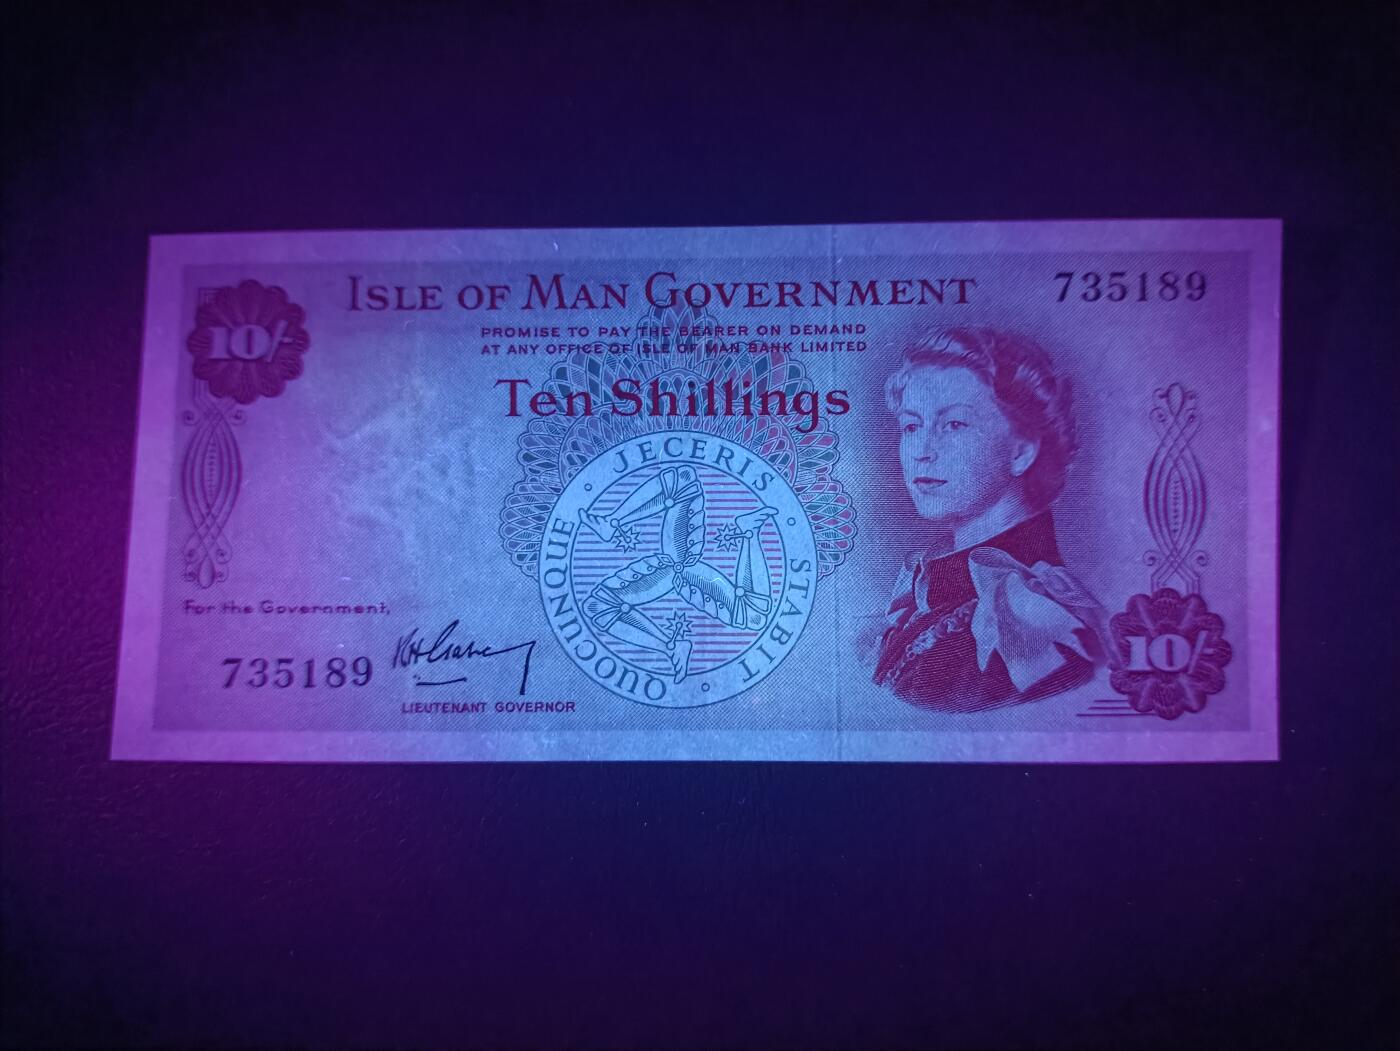 ISLE OF MAN GOVERNMENT
735189
10/-
PROMISE TO PAY THE BEARER ON DEMAND
AT ANY OFFICE OF ISLE OF MAN BANK LIMITED
Ten Shillings
QUOCUNQUE JECERIS STABIT
For the Government,
735189
LIEUTENANT GOVERNOR
10/-